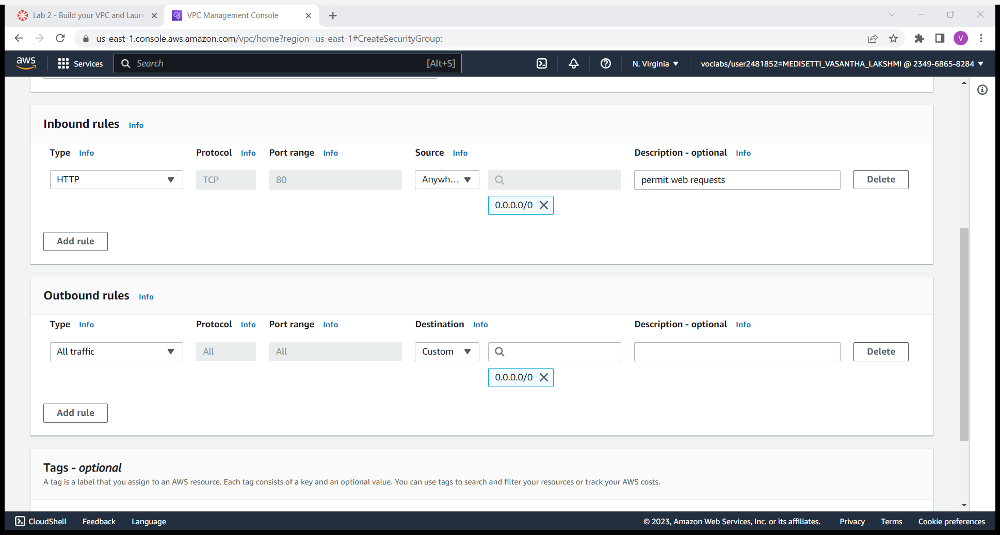 Lab 2 - Build your VPC and Laun
VPC Management Console
us-east-1.console.aws.amazon.com/vpc/home?region=us-east-1#CreateSecurityGroup:
V
aws
Services
Search
[Alt+S]
N. Virginia
voclabs/user2481852=MEDISETTI_VASANTHA_LAKSHMI @ 2349-6865-8284
Inbound rules Info
Type Info Protocol Info Port range Info Source Info Description - optional Info
HTTP TCP 80 Anywh... permit web requests Delete
0.0.0.0/0
Add rule
Outbound rules Info
Type Info Protocol Info Port range Info Destination Info Description - optional Info
All traffic All All Custom Delete
0.0.0.0/0
Add rule
Tags - optional
A tag is a label that you assign to an AWS resource. Each tag consists of a key and an optional value. You can use tags to search and filter your resources or track your AWS costs.
CloudShell Feedback Language © 2023, Amazon Web Services, Inc. or its affiliates. Privacy Terms Cookie preferences